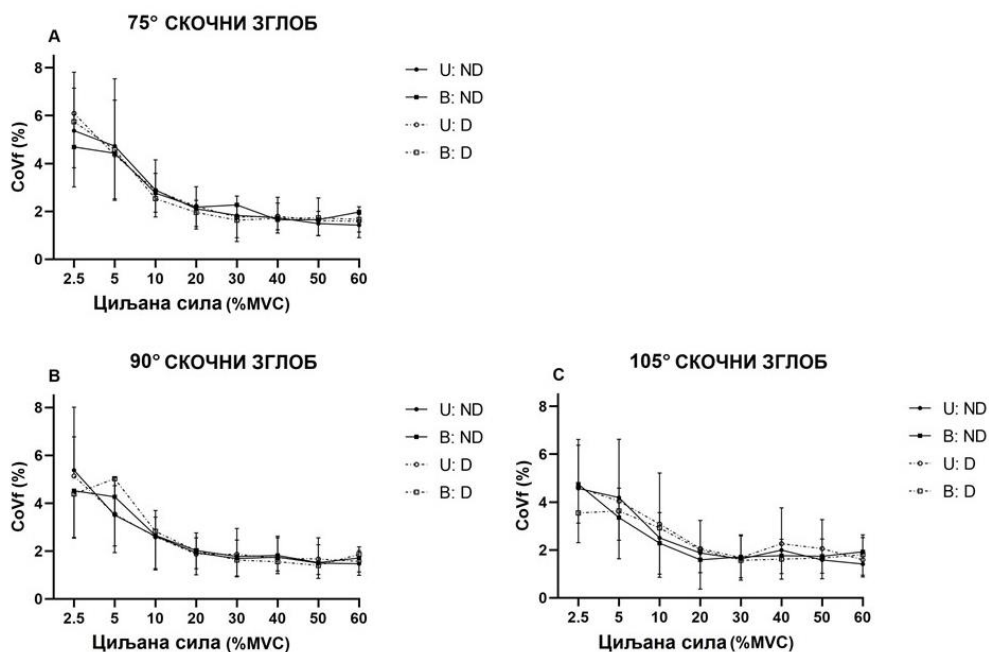 75° СКОЧНИ ЗГЛОБ
A
8
6
4
2
0
CoVf (%)
2.5 5 10 20 30 40 50 60
Циљана сила (%MVC)
U: ND
B: ND
U: D
B: D
90° СКОЧНИ ЗГЛОБ
B
8
6
4
2
0
CoVf (%)
2.5 5 10 20 30 40 50 60
Циљана сила (%MVC)
U: ND
B: ND
U: D
B: D
105° СКОЧНИ ЗГЛОБ
C
8
6
4
2
0
CoVf (%)
2.5 5 10 20 30 40 50 60
Циљана сила (%MVC)
U: ND
B: ND
U: D
B: D